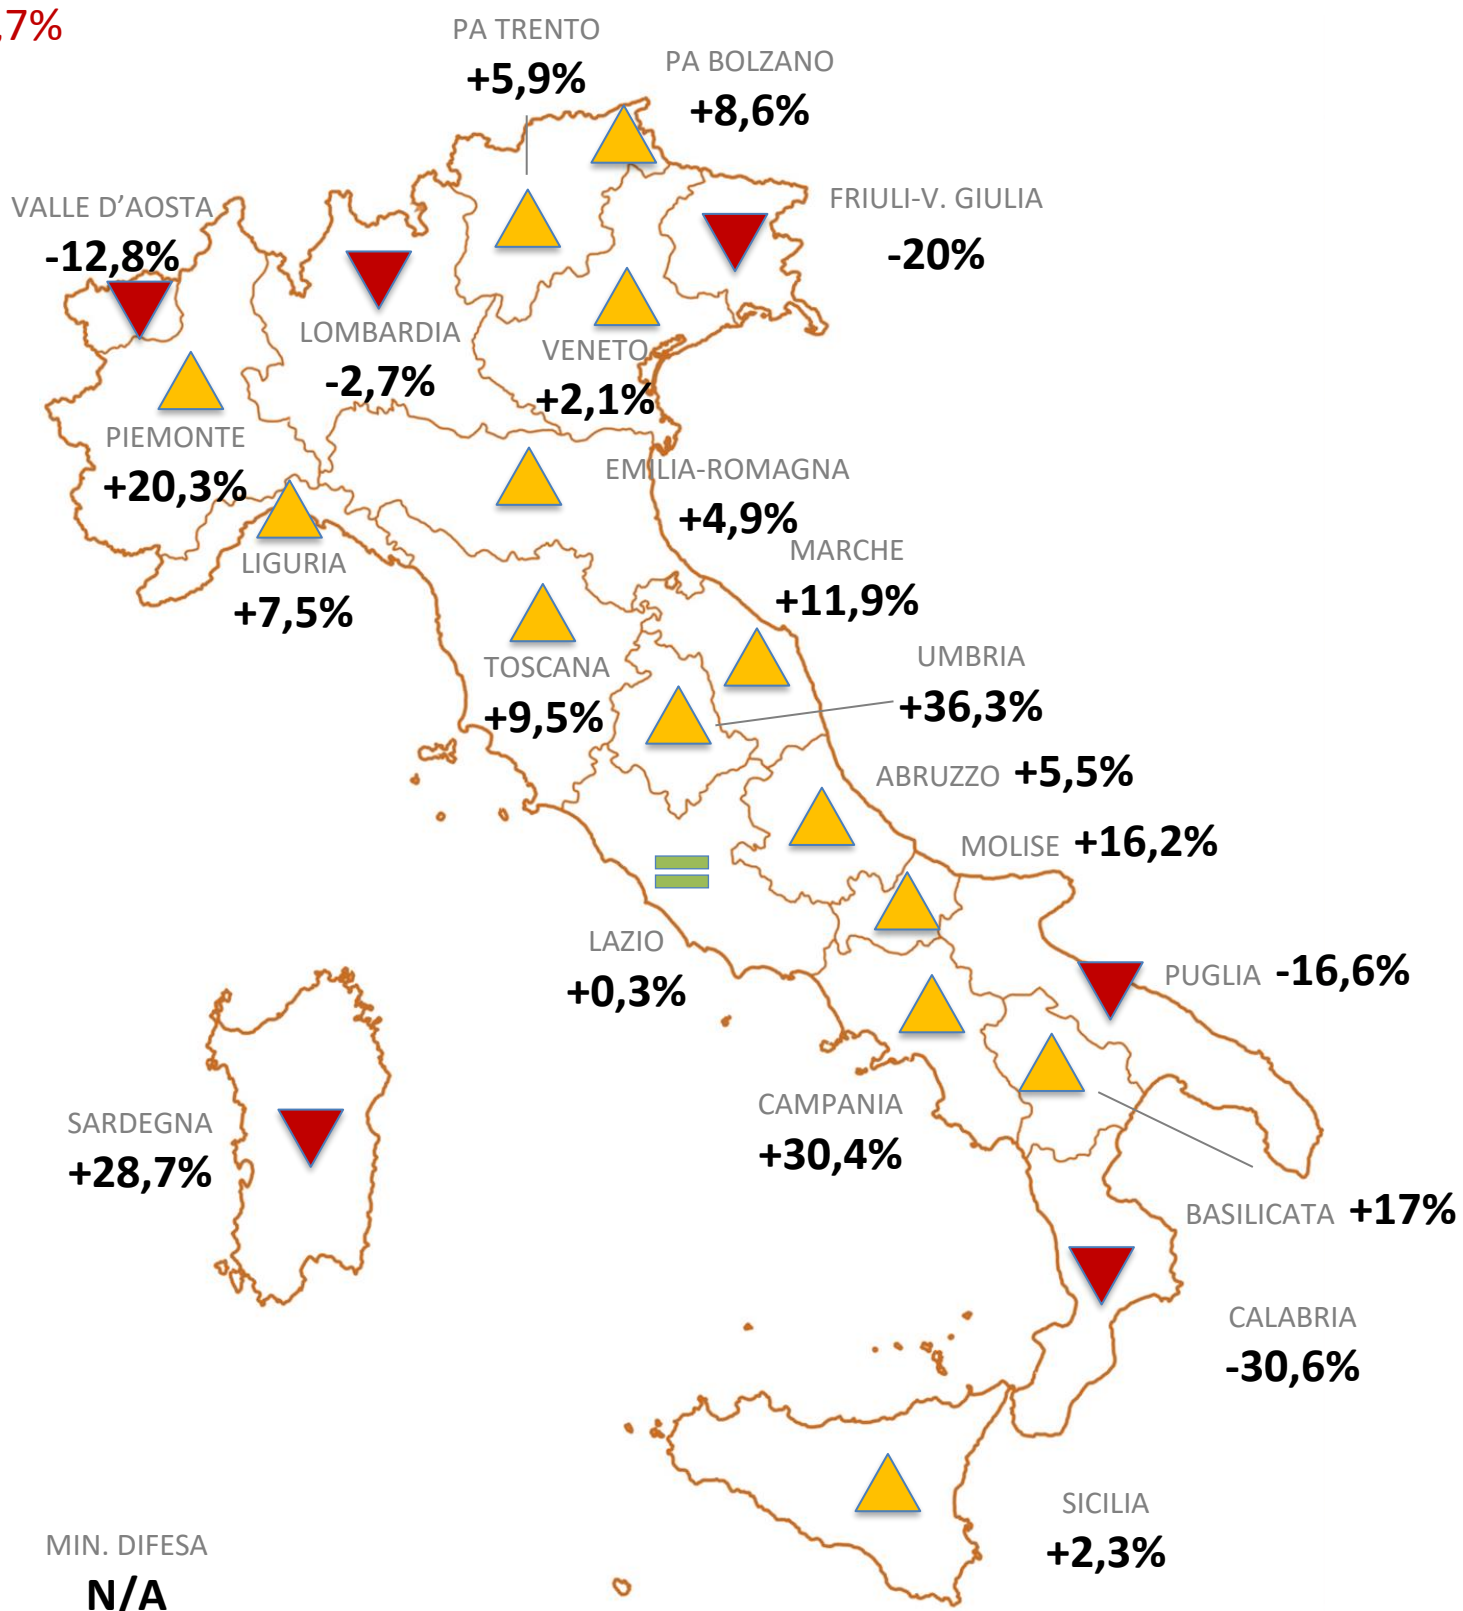 ,7%
PA TRENTO
+5,9%
PA BOLZANO
+8,6%
VALLE D’AOSTA
-12,8%
FRIULI-V. GIULIA
-20%
LOMBARDIA
-2,7%
VENETO
+2,1%
PIEMONTE
+20,3%
EMILIA-ROMAGNA
+4,9%
LIGURIA
+7,5%
MARCHE
+11,9%
TOSCANA
+9,5%
UMBRIA
+36,3%
ABRUZZO +5,5%
MOLISE +16,2%
LAZIO
+0,3%
PUGLIA -16,6%
CAMPANIA
+30,4%
SARDEGNA
+28,7%
BASILICATA +17%
CALABRIA
-30,6%
SICILIA
+2,3%
MIN. DIFESA
N/A